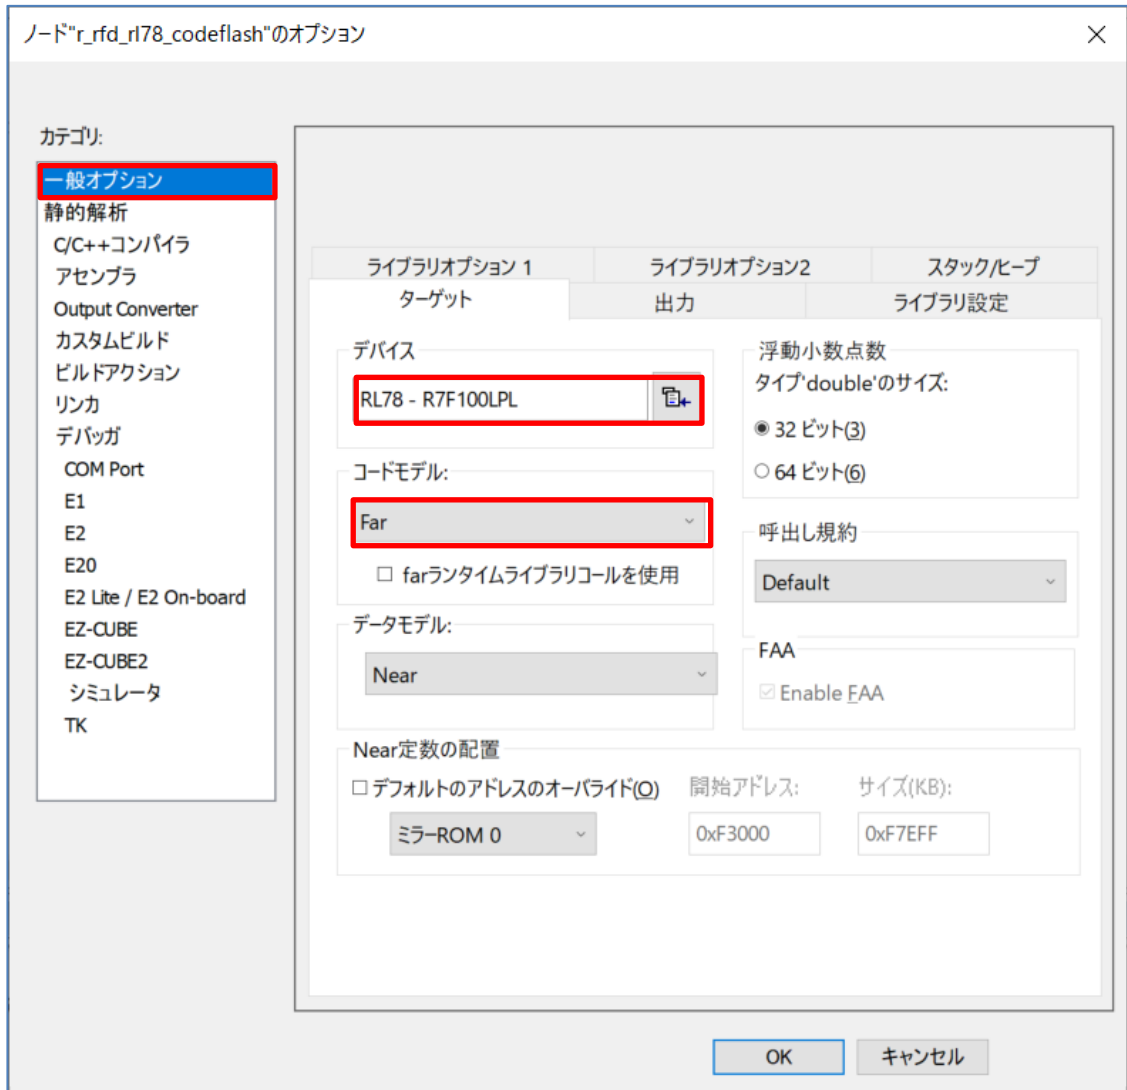 ノード"r_rfd_rl78_codeflash"のオプション
カテゴリ:
一般オプション
静的解析
C/C++コンパイラ
アセンブラ
Output Converter
カスタムビルド
ビルドアクション
リンカ
デバッガ
COM Port
E1
E2
E20
E2 Lite / E2 On-board
EZ-CUBE
EZ-CUBE2
シミュレータ
TK
ライブラリオプション 1
ライブラリオプション2
スタック/ヒープ
ターゲット
出力
ライブラリ設定
デバイス
RL78 - R7F100LPL
コードモデル:
Far
farランタイムライブラリコールを使用
データモデル:
Near
浮動小数点数
タイプ'double'のサイズ:
32 ビット(3)
64 ビット(6)
呼出し規約
Default
FAA
Enable FAA
Near定数の配置
デフォルトのアドレスのオーバライド(O)
開始アドレス:
サイズ(KB):
ミラーROM 0
0xF3000
0xF7EFF
OK
キャンセル